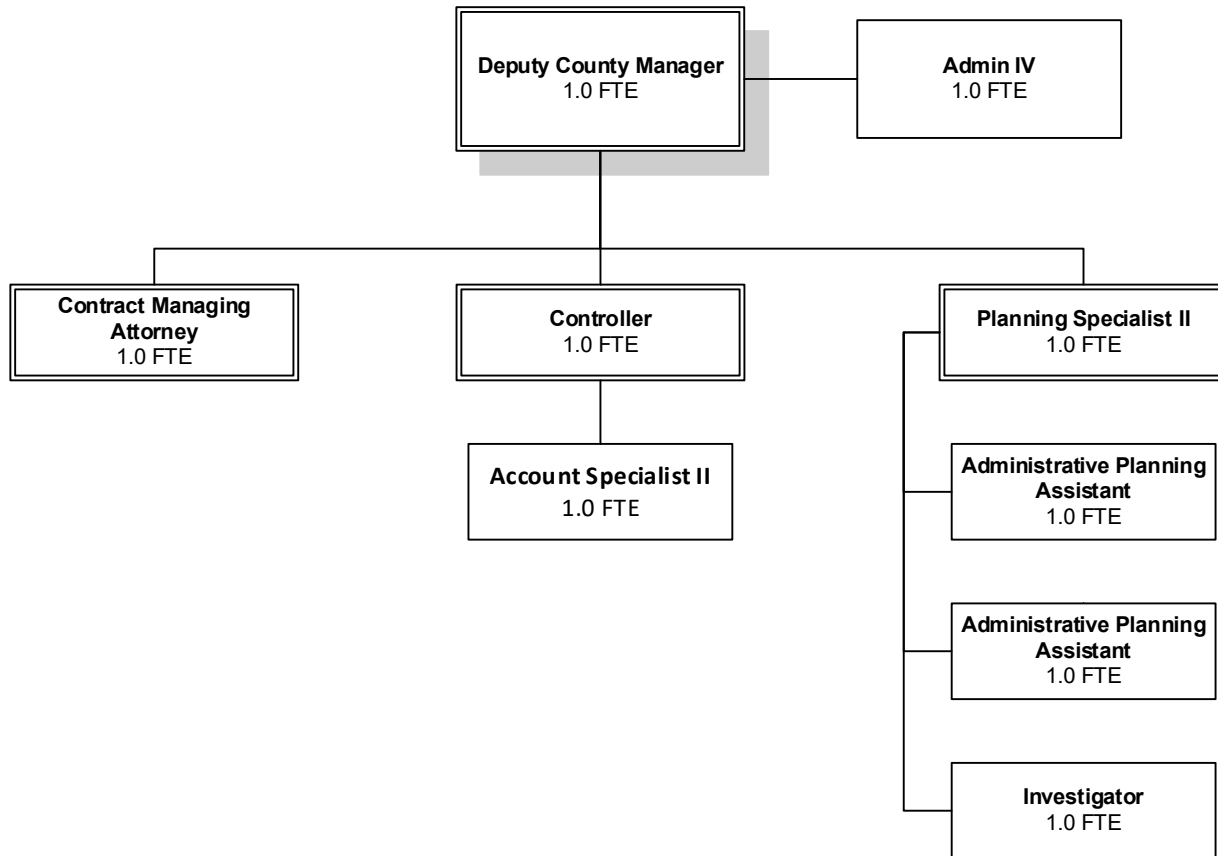 Deputy County Manager
1.0 FTE
Admin IV
1.0 FTE
Contract Managing
Attorney
1.0 FTE
Controller
1.0 FTE
Planning Specialist II
1.0 FTE
Account Specialist II
1.0 FTE
Administrative Planning
Assistant
1.0 FTE
Administrative Planning
Assistant
1.0 FTE
Investigator
1.0 FTE